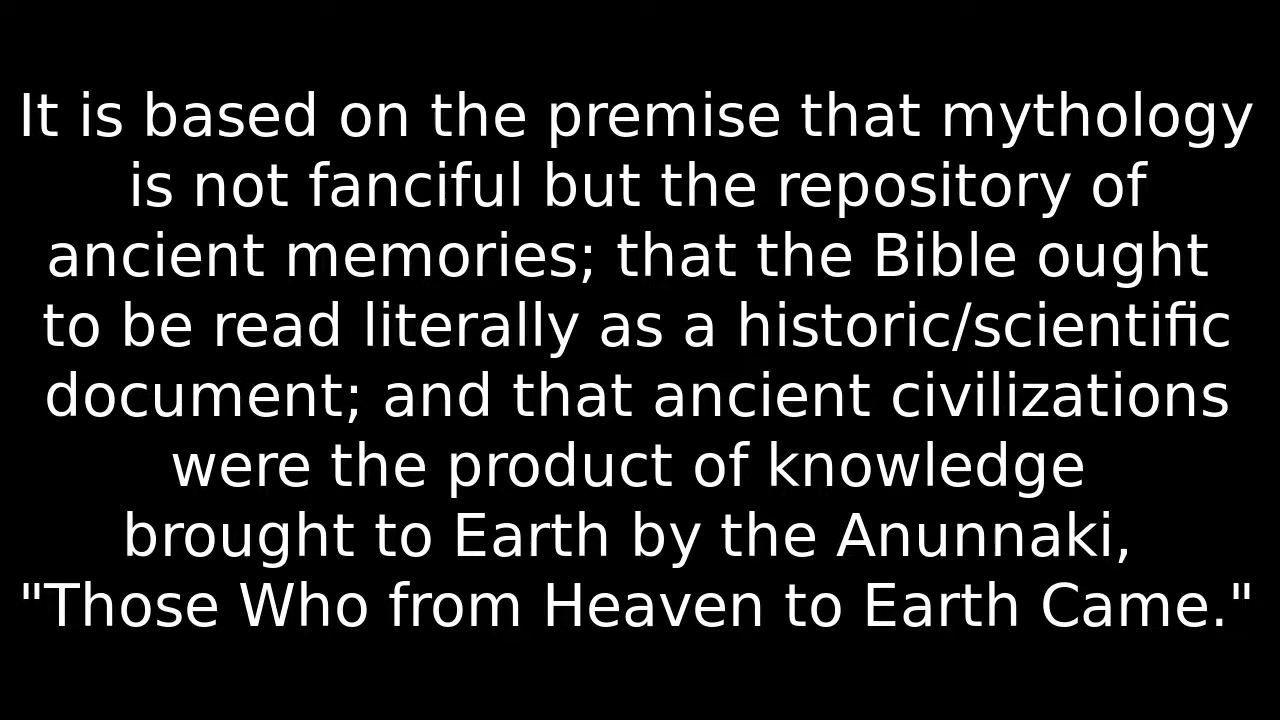 It is based on the premise that mythology
is not fanciful but the repository of
ancient memories; that the Bible ought
to be read literally as a historic/scientific
document; and that ancient civilizations
were the product of knowledge
brought to Earth by the Anunnaki,
"Those Who from Heaven to Earth Came."